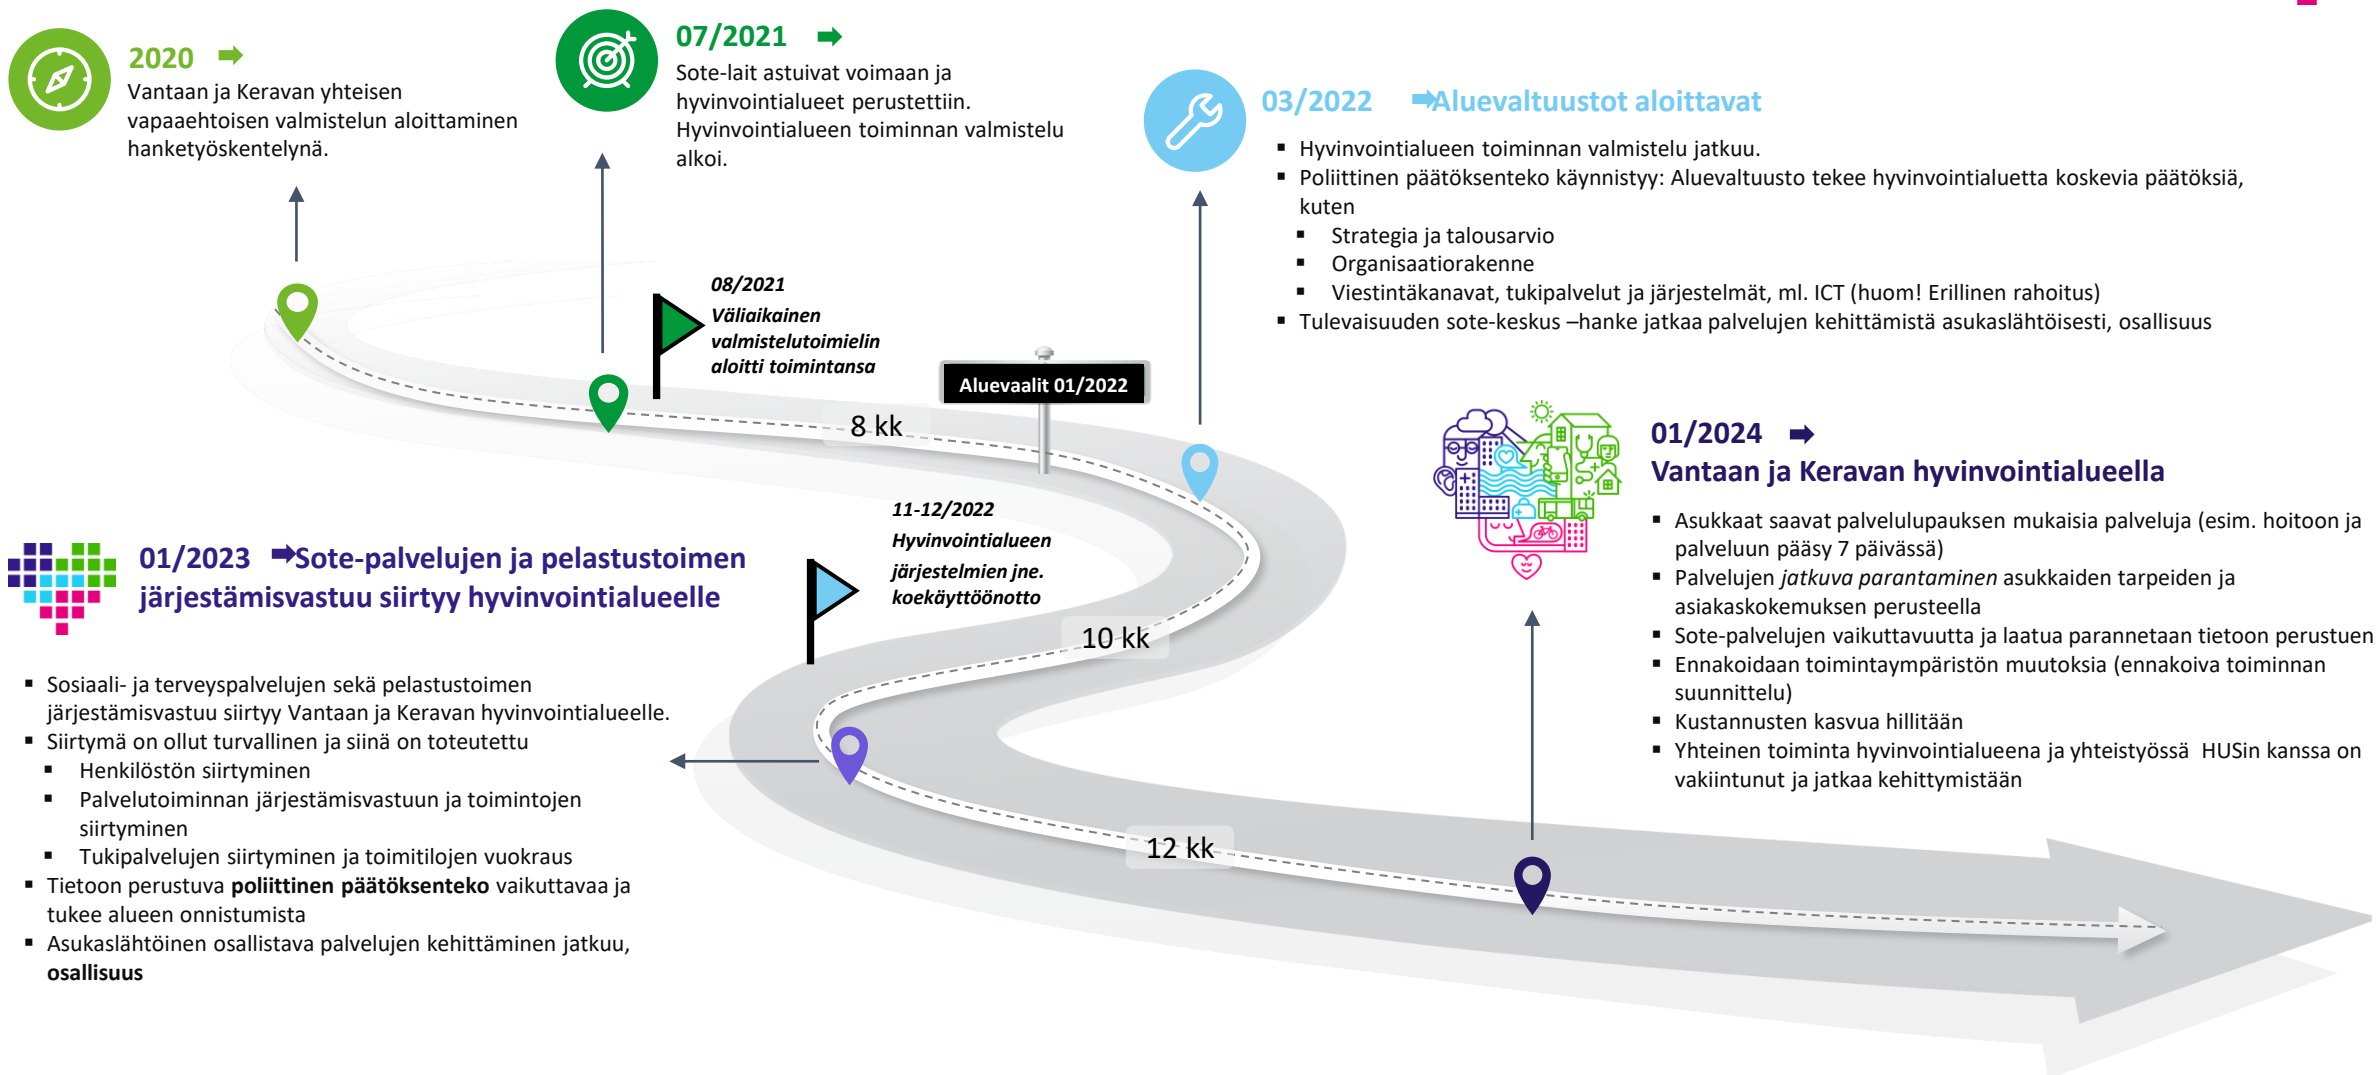 2020
Vantaan ja Keravan yhteisen
vapaaehtoisen valmistelun aloittaminen
hanketyöskentelynä.
07/2021
Sote-lait astuivat voimaan ja
hyvinvointialueet perustettiin.
Hyvinvointialueen toiminnan valmistelu
alkoi.
03/2022 Aluevaltuustot aloittavat
▪ Hyvinvointialueen toiminnan valmistelu jatkuu.
▪ Poliittinen päätöksenteko käynnistyy: Aluevaltuusto tekee hyvinvointialuetta koskevia päätöksiä,
kuten
▪ Strategia ja talousarvio
▪ Organisaatiorakenne
▪ Viestintäkanavat, tukipalvelut ja järjestelmät, ml. ICT (huom! Erillinen rahoitus)
▪ Tulevaisuuden sote-keskus –hanke jatkaa palvelujen kehittämistä asukaslähtöisesti, osallisuus
08/2021
Väliaikainen
valmistelutoimielin
aloitti toimintansa
Aluevaalit 01/2022
8 kk
11-12/2022
Hyvinvointialueen
järjestelmien jne.
koekäyttöönotto
10 kk
01/2023 Sote-palvelujen ja pelastustoimen
järjestämisvastuu siirtyy hyvinvointialueelle
▪ Sosiaali- ja terveyspalvelujen sekä pelastustoimen
järjestämisvastuu siirtyy Vantaan ja Keravan hyvinvointialueelle.
▪ Siirtymä on ollut turvallinen ja siinä on toteutettu
▪ Henkilöstön siirtyminen
▪ Palvelutoiminnan järjestämisvastuun ja toimintojen
siirtyminen
▪ Tukipalvelujen siirtyminen ja toimitilojen vuokraus
▪ Tietoon perustuva poliittinen päätöksenteko vaikuttavaa ja
tukee alueen onnistumista
▪ Asukaslähtöinen osallistava palvelujen kehittäminen jatkuu,
osallisuus
12 kk
01/2024
Vantaan ja Keravan hyvinvointialueella
▪ Asukkaat saavat palvelulupauksen mukaisia palveluja (esim. hoitoon ja
palveluun pääsy 7 päivässä)
▪ Palvelujen jatkuva parantaminen asukkaiden tarpeiden ja
asiakaskokemuksen perusteella
▪ Sote-palvelujen vaikuttavuutta ja laatua parannetaan tietoon perustuen
▪ Ennakoidaan toimintaympäristön muutoksia (ennakoiva toiminnan
suunnittelu)
▪ Kustannusten kasvua hillitään
▪ Yhteinen toiminta hyvinvointialueena ja yhteistyössä HUSin kanssa on
vakiintunut ja jatkaa kehittymistään